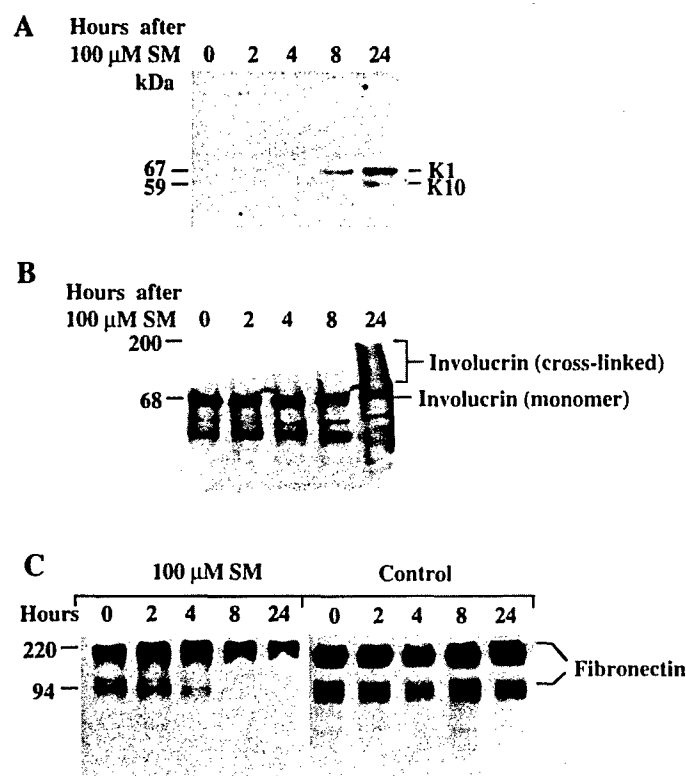 A
Hours after
100 µM SM 0 2 4 8 24
kDa
67
59
K1
K10
B
Hours after
100 µM SM 0 2 4 8 24
200
68
Involucrin (cross-linked)
Involucrin (monomer)
C
100 µM SM Control
Hours 0 2 4 8 24 0 2 4 8 24
220
94
Fibronectin